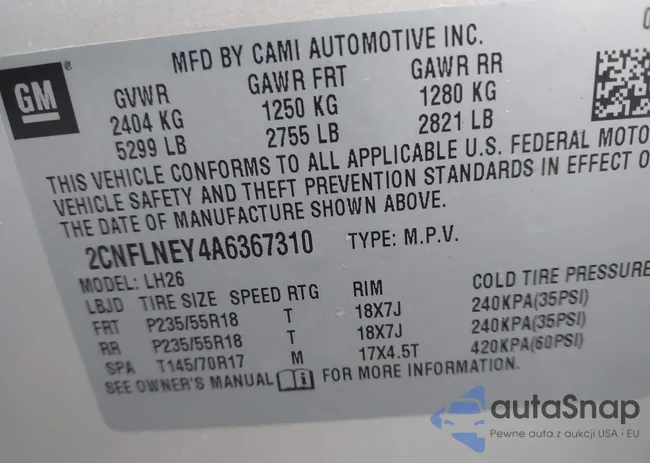 MFD BY CAMI AUTOMOTIVE INC.
GM
GVWR GAWR FRT GAWR RR
2404 KG 1250 KG 1280 KG
5299 LB 2755 LB 2821 LB
THIS VEHICLE CONFORMS TO ALL APPLICABLE U.S. FEDERAL MOTO
VEHICLE SAFETY AND THEFT PREVENTION STANDARDS IN EFFECT O
THE DATE OF MANUFACTURE SHOWN ABOVE.
2CNFLNEY4A6367310 TYPE: M.P.V.
MODEL: LH26
LBJD TIRE SIZE SPEED RTG RIM COLD TIRE PRESSURE
FRT P235/55R18 T 18X7J 240KPA(35PSI)
RR P235/55R18 T 18X7J 240KPA(35PSI)
SPA T145/70R17 M 17X4.5T 420KPA(60PSI)
SEE OWNER'S MANUAL i FOR MORE INFORMATION.
autaSnap
Pewne auta z aukcji USA i EU